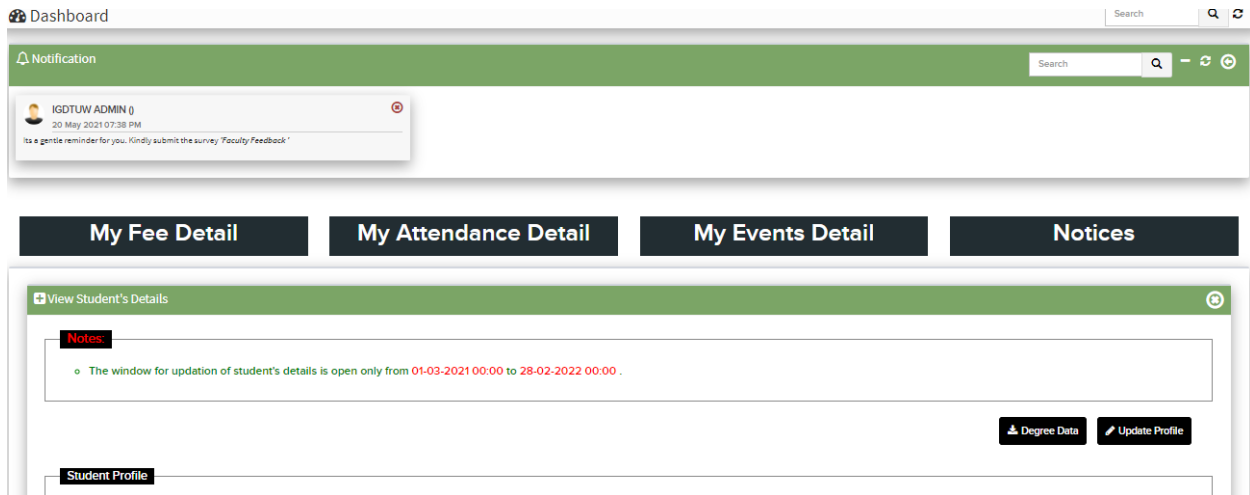 Dashboard
Search
Notification
Search
IGDTUW ADMIN ()
20 May 2021 07:38 PM
Its a gentle reminder for you. Kindly submit the survey 'Faculty Feedback '
My Fee Detail
My Attendance Detail
My Events Detail
Notices
View Student's Details
Notes:
The window for updation of student's details is open only from 01-03-2021 00:00 to 28-02-2022 00:00 .
Degree Data
Update Profile
Student Profile